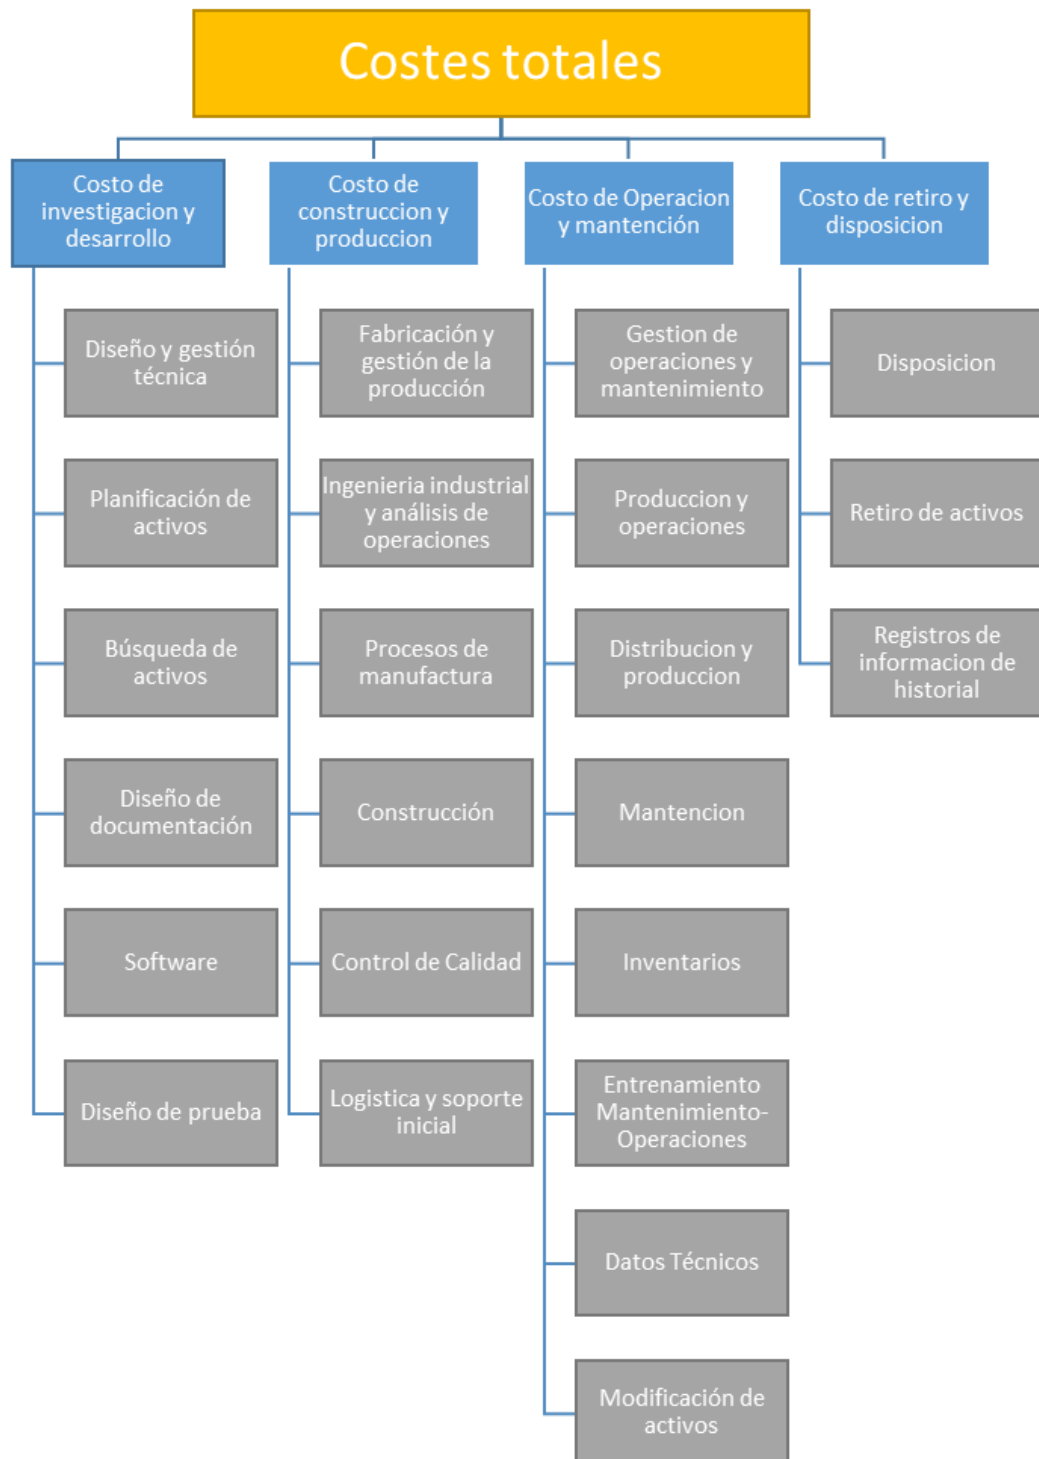 Costes totales
Costo de
investigacion y
desarrollo
Costo de
construccion y
produccion
Costo de Operacion
y mantención
Costo de retiro y
disposicion
Diseño y gestión
técnica
Planificación de
activos
Búsqueda de
activos
Diseño de
documentación
Software
Diseño de prueba
Fabricación y
gestión de la
producción
Ingenieria industrial
y análisis de
operaciones
Procesos de
manufactura
Construcción
Control de Calidad
Logistica y soporte
inicial
Gestion de
operaciones y
mantenimiento
Produccion y
operaciones
Distribucion y
produccion
Mantencion
Inventarios
Entrenamiento
Mantenimiento-
Operaciones
Datos Técnicos
Modificación de
activos
Disposicion
Retiro de activos
Registros de
informacion de
historial